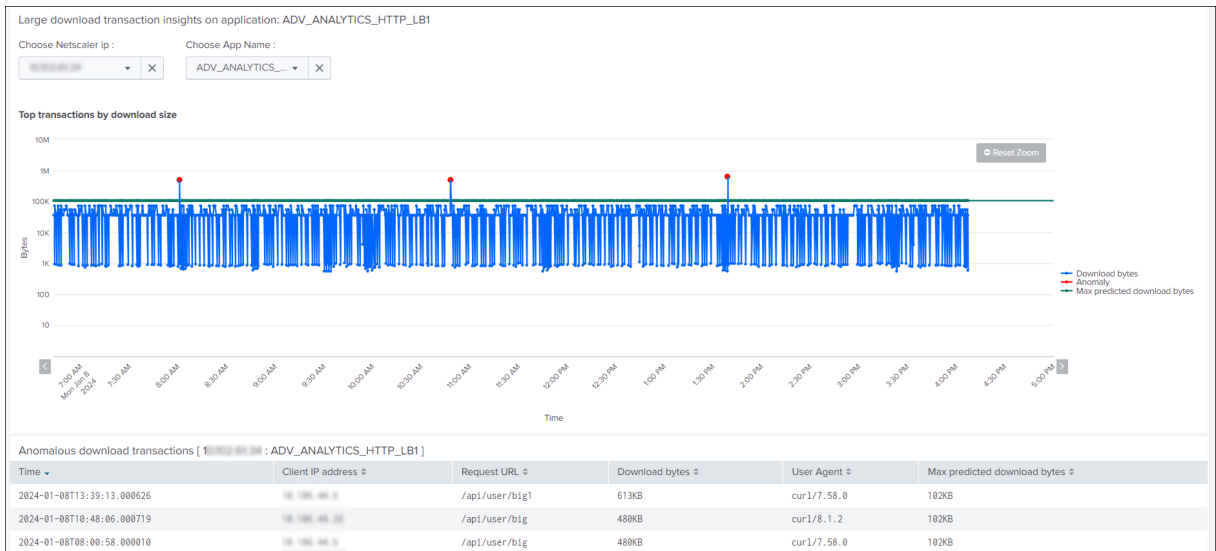 Large download transaction insights on application: ADV_ANALYTICS_HTTP_LB1
Choose Netscaler ip : Choose App Name :
ADV_ANALYTICS_...
Top transactions by download size
Reset Zoom
10M
1M
100K
10K
1K
100
10
Bytes
Download bytes
Anomaly
Max predicted download bytes
7:00 AM 7:30 AM 8:00 AM 8:30 AM 9:00 AM 9:30 AM 10:00 AM 10:30 AM 11:00 AM 11:30 AM 12:00 PM 12:30 PM 1:00 PM 1:30 PM 2:00 PM 2:30 PM 3:00 PM 3:30 PM 4:00 PM 4:30 PM 5:00 PM
Mon Jan 8
2024
Time
Anomalous download transactions [ 1 : ADV_ANALYTICS_HTTP_LB1 ]
Time Client IP address Request URL Download bytes User Agent Max predicted download bytes
2024-01-08T13:39:13.000626 /api/user/big1 613KB curl/7.58.0 102KB
2024-01-08T10:48:06.000719 /api/user/big 480KB curl/8.1.2 102KB
2024-01-08T08:00:58.000010 /api/user/big 480KB curl/7.58.0 102KB